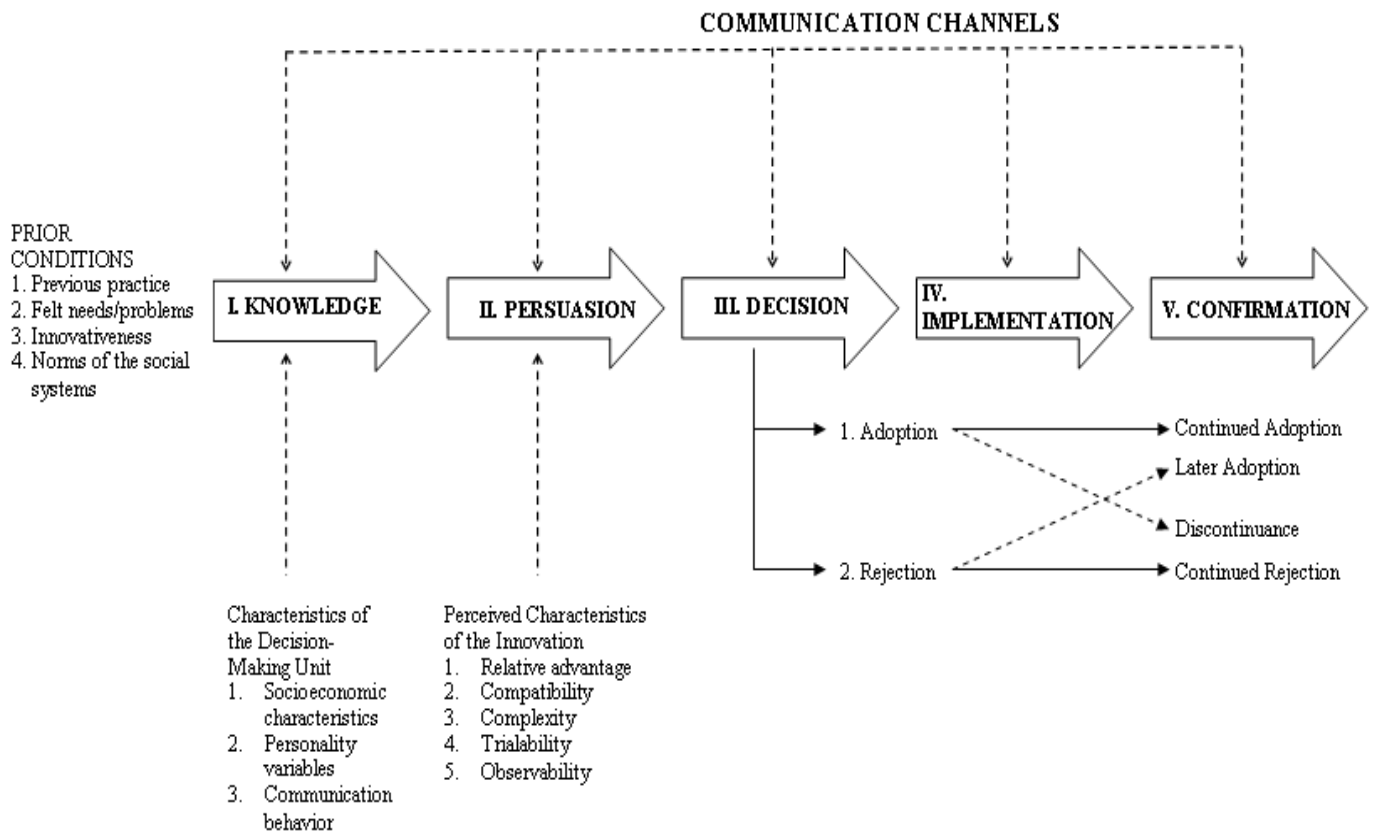 COMMUNICATION CHANNELS
PRIOR
CONDITIONS
1. Previous practice
2. Felt needs/problems
3. Innovativeness
4. Norms of the social
systems
I. KNOWLEDGE
II. PERSUASION
III. DECISION
IV.
IMPLEMENTATION
V. CONFIRMATION
1. Adoption
2. Rejection
Continued Adoption
Later Adoption
Discontinuance
Continued Rejection
Characteristics of
the Decision-
Making Unit
1. Socioeconomic
characteristics
2. Personality
variables
3. Communication
behavior
Perceived Characteristics
of the Innovation
1. Relative advantage
2. Compatibility
3. Complexity
4. Trialability
5. Observability